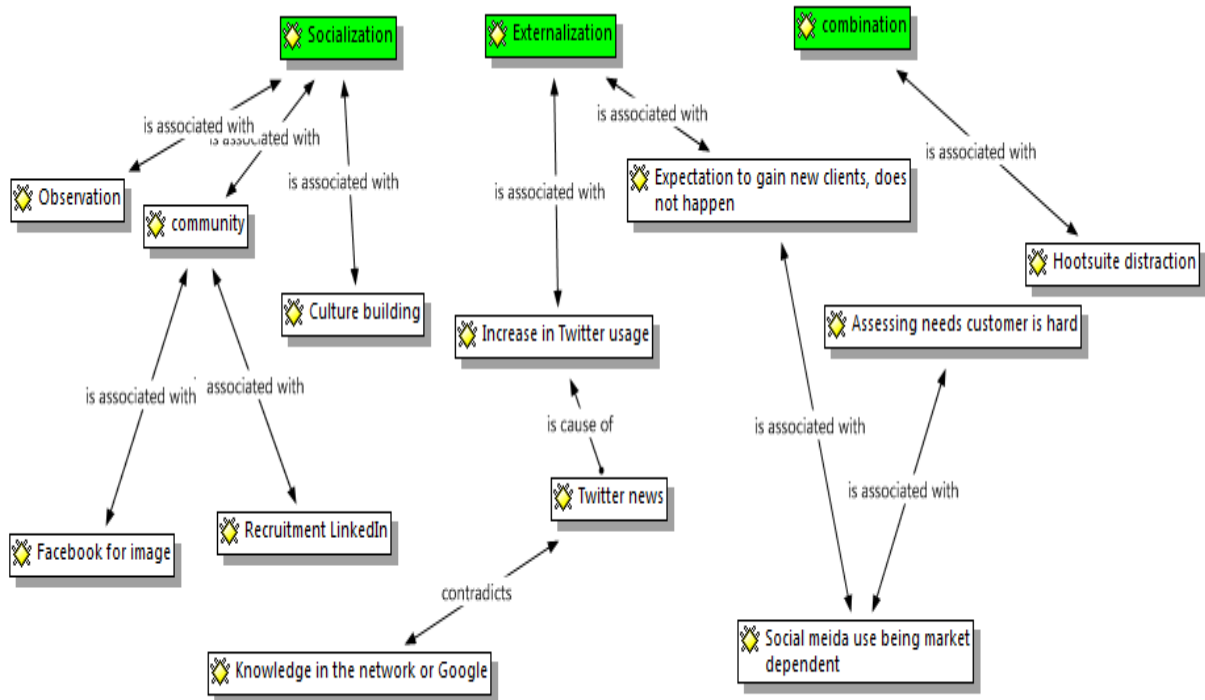 Socialization
Externalization
combination
is associated with
is associated with
is associated with
is associated with
is associated with
is associated with
Observation
community
Culture building
Expectation to gain new clients, does
not happen
Hootsuite distraction
Increase in Twitter usage
Assessing needs customer is hard
is associated with
associated with
is cause of
is associated with
is associated with
Facebook for image
Recruitment LinkedIn
Twitter news
contradicts
Knowledge in the network or Google
Social meida use being market
dependent